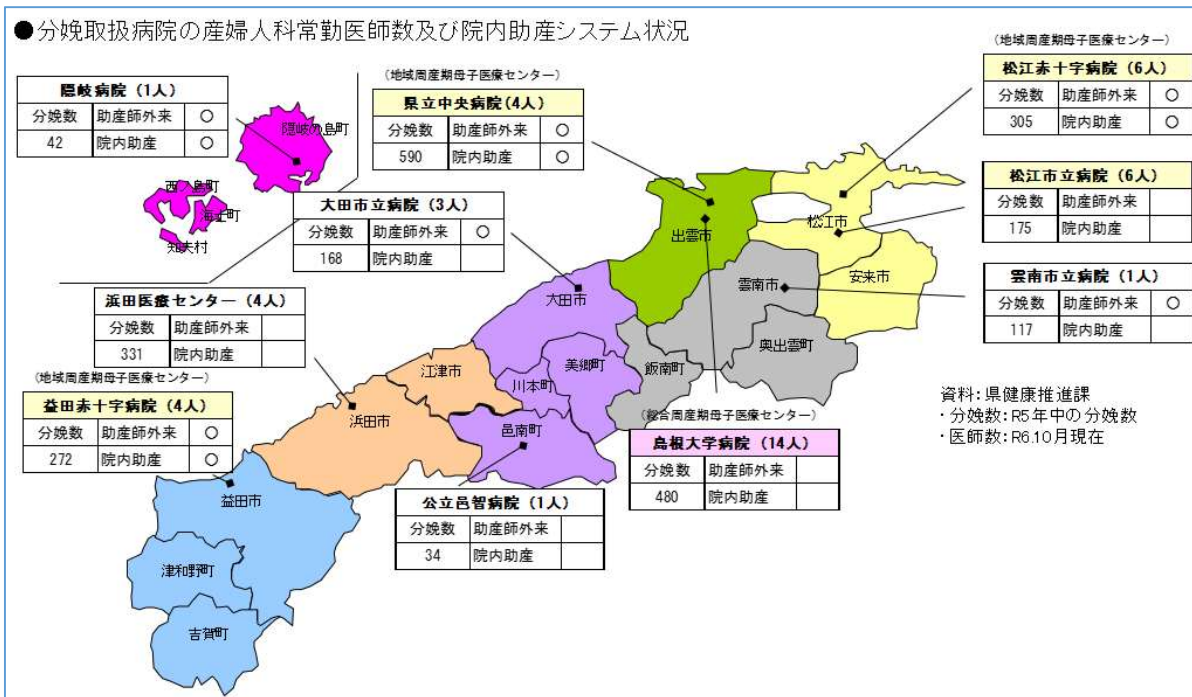 ●分娩取扱病院の産婦人科常勤医師数及び院内助産システム状況
隠岐病院(1人)
分娩数 助産師外来 ○
42 院内助産 ○
(地域周産期母子医療センター)
県立中央病院(4人)
分娩数 助産師外来 ○
590 院内助産 ○
(地域周産期母子医療センター)
松江赤十字病院(6人)
分娩数 助産師外来 ○
305 院内助産 ○
松江市立病院(6人)
分娩数 助産師外来
175 院内助産
大田市立病院(3人)
分娩数 助産師外来 ○
168 院内助産
雲南市立病院(1人)
分娩数 助産師外来 ○
117 院内助産
浜田医療センター(4人)
分娩数 助産師外来
331 院内助産
(地域周産期母子医療センター)
益田赤十字病院(4人)
分娩数 助産師外来 ○
272 院内助産 ○
(総合周産期母子医療センター)
島根大学病院(14人)
分娩数 助産師外来
480 院内助産
公立邑智病院(1人)
分娩数 助産師外来
34 院内助産
隠岐の島町
西ノ島町
海士町
知夫村
松江市
出雲市
安来市
雲南市
奥出雲町
飯南町
大田市
美郷町
川本町
邑南町
江津市
浜田市
益田市
津和野町
吉賀町
資料:県健康推進課
・分娩数:R5年中の分娩数
・医師数:R6.10月現在